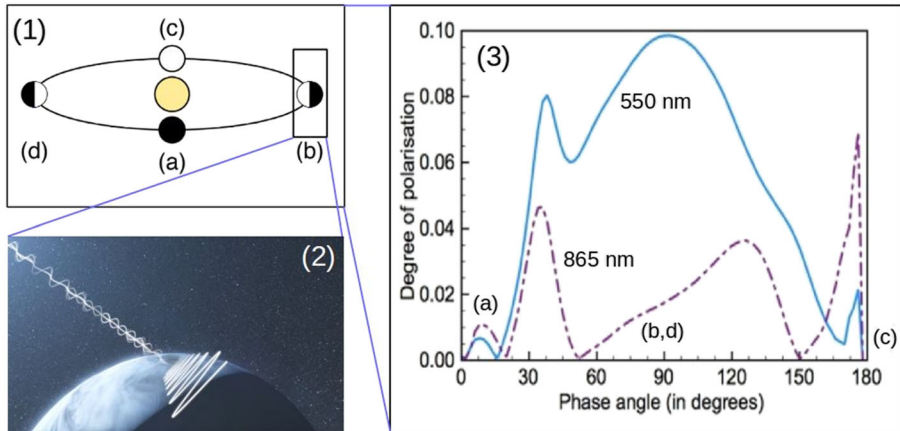 (1)
(c)
(d)
(a)
(b)
(2)
(3)
Degree of polarisation
0.10
0.08
0.06
0.04
0.02
0.00
550 nm
865 nm
(a)
(b,d)
(c)
0 30 60 90 120 150 180
Phase angle (in degrees)